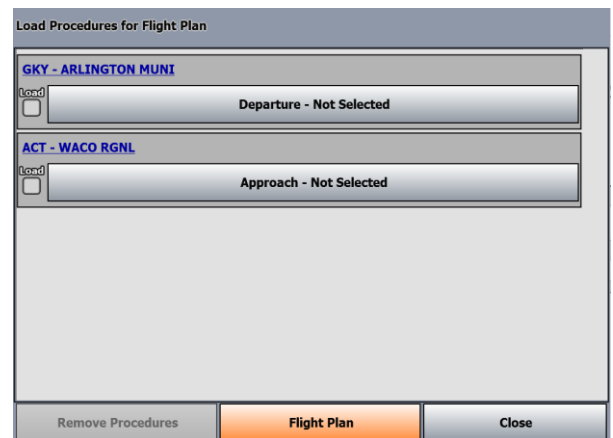 Load Procedures for Flight Plan
GKY - ARLINGTON MUNI
Load
Departure - Not Selected
ACT - WACO RGNL
Load
Approach - Not Selected
Remove Procedures
Flight Plan
Close